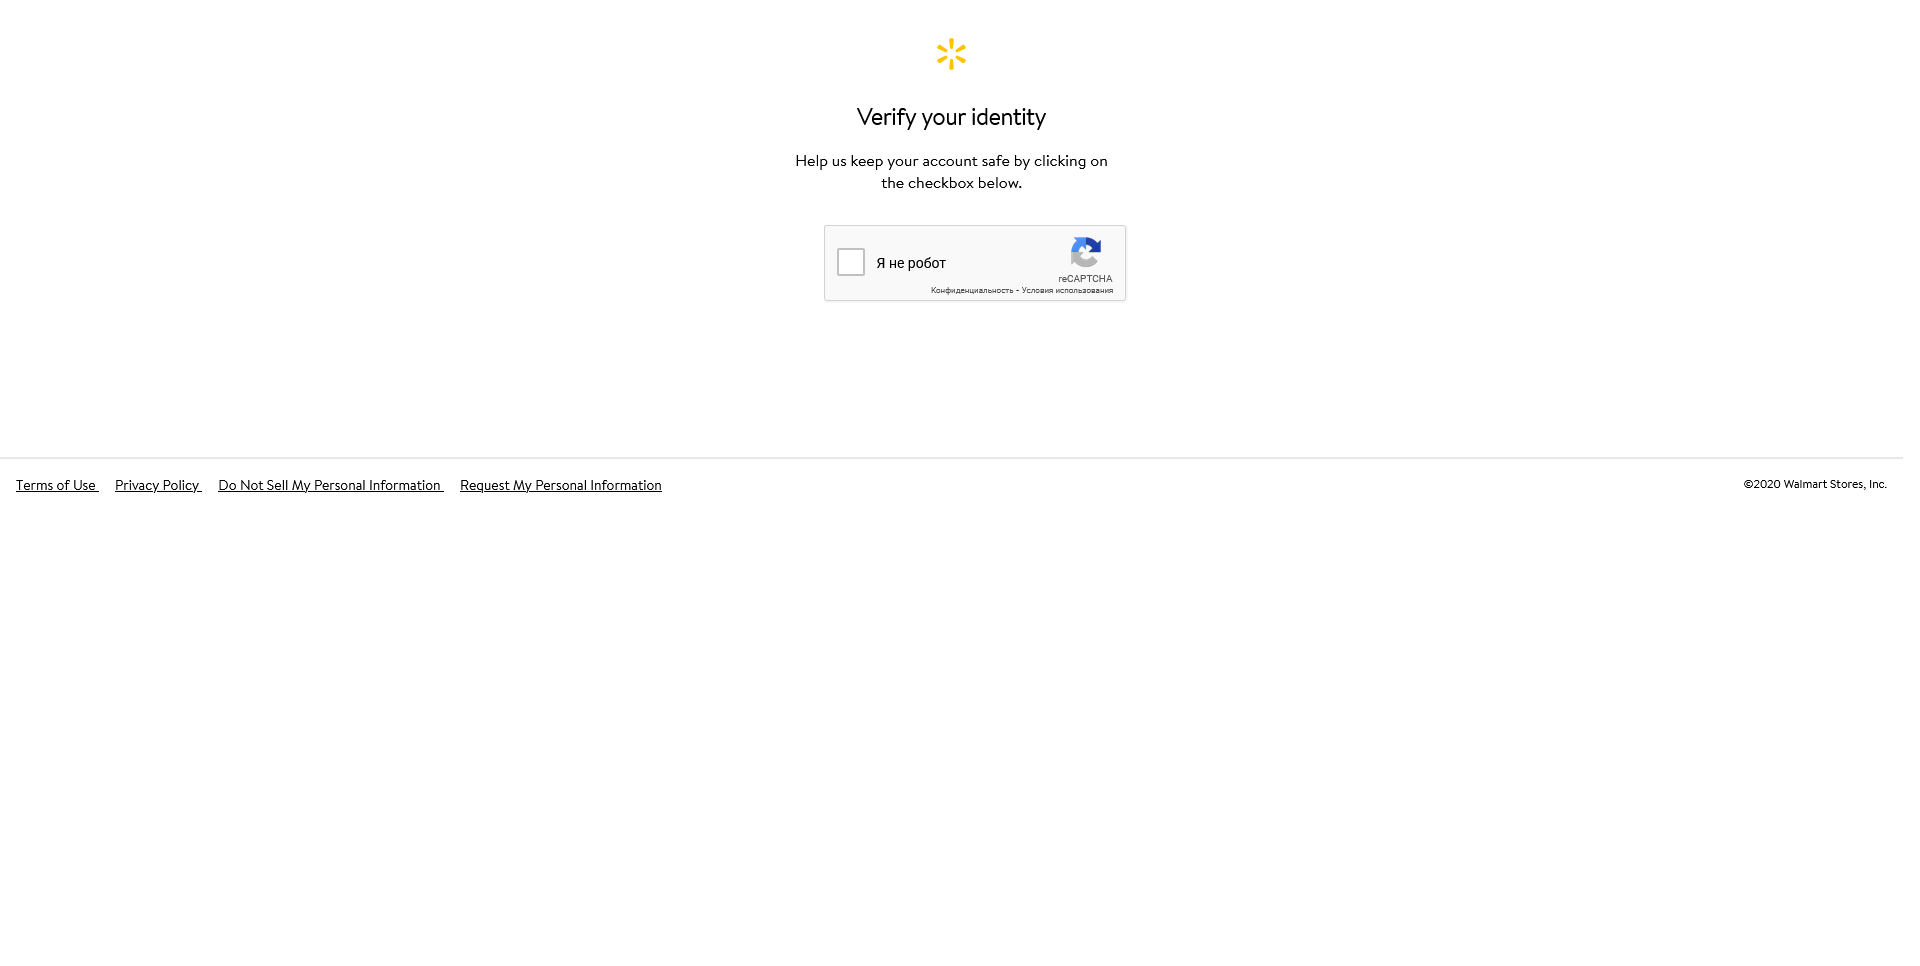 Verify your identity
Help us keep your account safe by clicking on
the checkbox below.
Я не робот
reCAPTCHA
Конфиденциальность - Условия использования
Terms of Use Privacy Policy Do Not Sell My Personal Information Request My Personal Information
©2020 Walmart Stores, Inc.